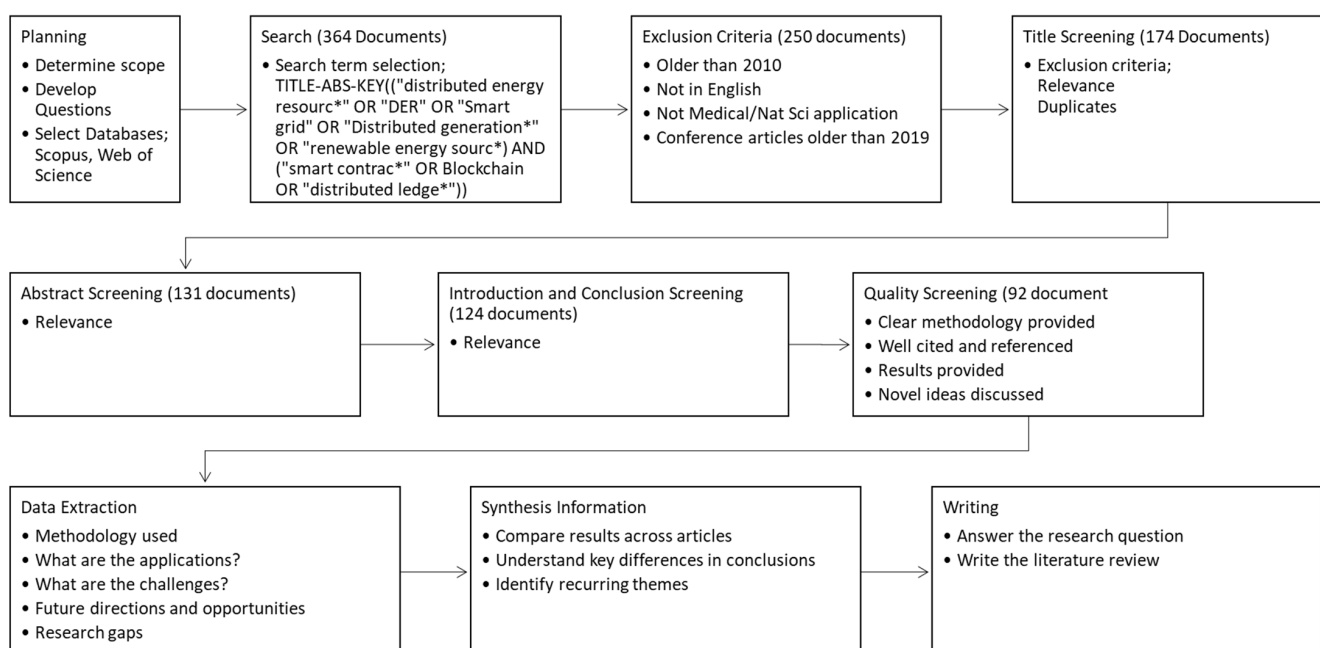 Planning
• Determine scope
• Develop
Questions
• Select Databases;
Scopus, Web of
Science
Search (364 Documents)
• Search term selection;
TITLE-ABS-KEY(("distributed energy
resourc*" OR "DER" OR "Smart
grid" OR "Distributed generation*"
OR "renewable energy sourc*) AND
("smart contrac*" OR Blockchain
OR "distributed ledge*"))
Exclusion Criteria (250 documents)
• Older than 2010
• Not in English
• Not Medical/Nat Sci application
• Conference articles older than 2019
Title Screening (174 Documents)
• Exclusion criteria;
Relevance
Duplicates
Abstract Screening (131 documents)
• Relevance
Introduction and Conclusion Screening
(124 documents)
• Relevance
Quality Screening (92 document
• Clear methodology provided
• Well cited and referenced
• Results provided
• Novel ideas discussed
Data Extraction
• Methodology used
• What are the applications?
• What are the challenges?
• Future directions and opportunities
• Research gaps
Synthesis Information
• Compare results across articles
• Understand key differences in conclusions
• Identify recurring themes
Writing
• Answer the research question
• Write the literature review